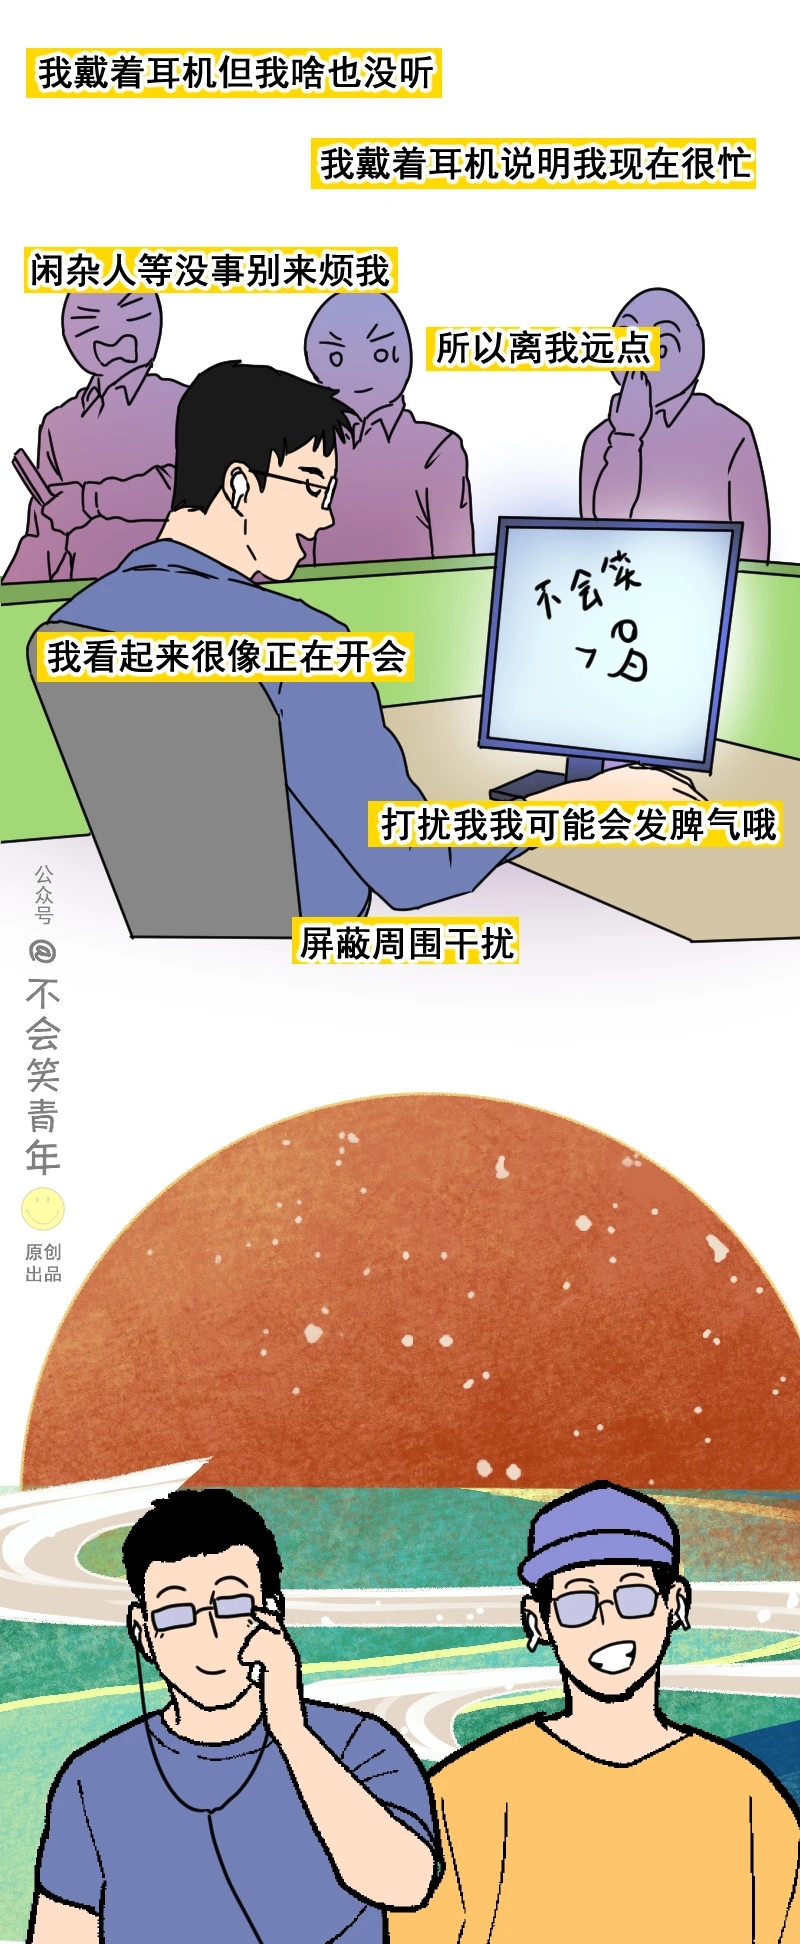 我戴着耳机但我啥也没听
我戴着耳机说明我现在很忙
闲杂人等没事别来烦我
所以离我远点
不会笑
我看起来很像正在开会
打扰我我可能会发脾气哦
屏蔽周围干扰
公众号
@不会笑青年
原创
出品